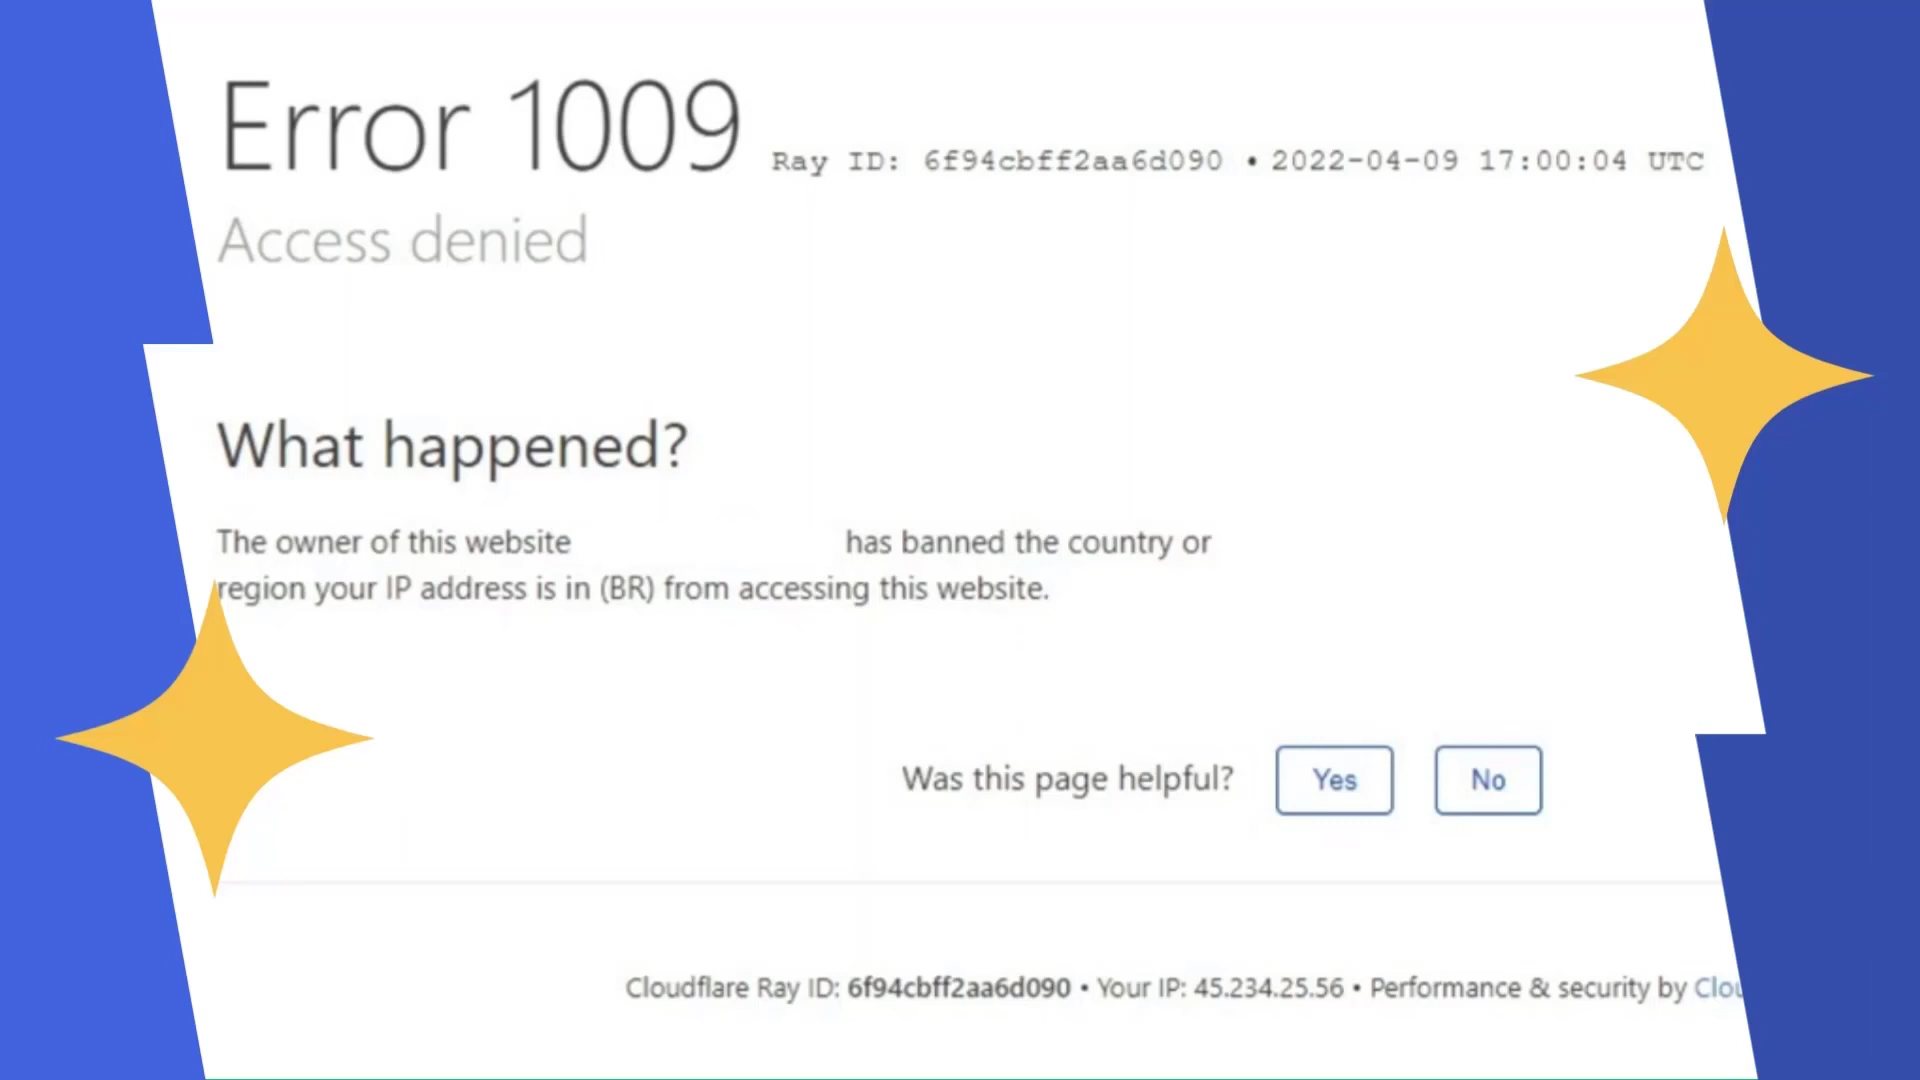 Error 1009 Ray ID: 6f94cbff2aa6d090 • 2022-04-09 17:00:04 UTC
Access denied
What happened?
The owner of this website has banned the country or
region your IP address is in (BR) from accessing this website.
Was this page helpful? Yes No
Cloudflare Ray ID: 6f94cbff2aa6d090 • Your IP: 45.234.25.56 • Performance & security by